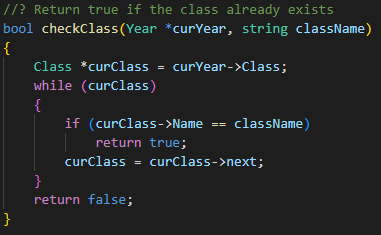 //? Return true if the class already exists
bool checkClass(Year *curYear, string className)
{
    Class *curClass = curYear->Class;
    while (curClass)
    {
        if (curClass->Name == className)
            return true;
        curClass = curClass->next;
    }
    return false;
}